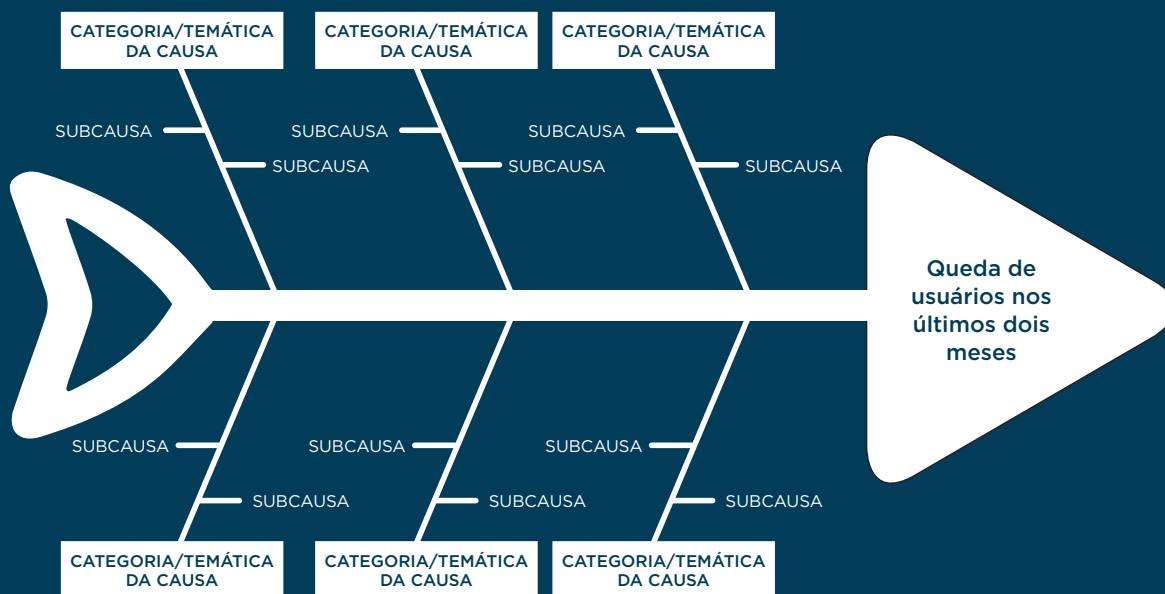 CATEGORIA/TEMÁTICA
DA CAUSA
CATEGORIA/TEMÁTICA
DA CAUSA
CATEGORIA/TEMÁTICA
DA CAUSA
SUBCAUSA
SUBCAUSA
SUBCAUSA
SUBCAUSA
SUBCAUSA
SUBCAUSA
Queda de
usuários nos
últimos dois
meses
SUBCAUSA
SUBCAUSA
SUBCAUSA
SUBCAUSA
SUBCAUSA
SUBCAUSA
CATEGORIA/TEMÁTICA
DA CAUSA
CATEGORIA/TEMÁTICA
DA CAUSA
CATEGORIA/TEMÁTICA
DA CAUSA